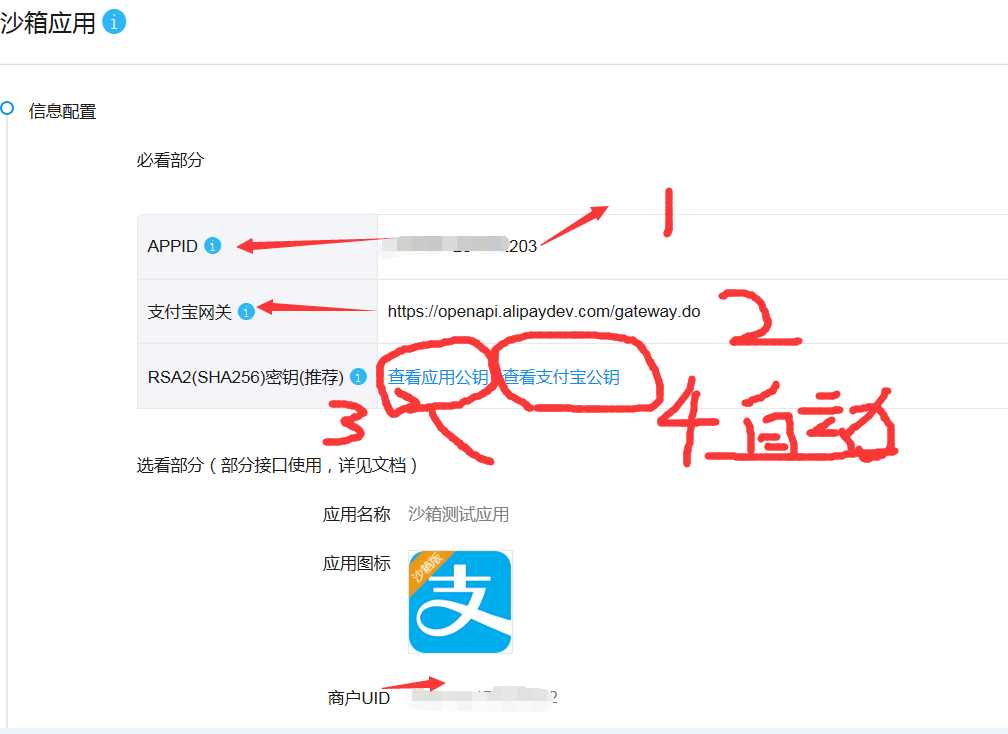 沙箱应用
信息配置
必看部分
1
APPID 203
支付宝网关 https://openapi.alipaydev.com/gateway.do 2
RSA2(SHA256)密钥(推荐) 查看应用公钥 查看支付宝公钥
3 4 自动
选看部分（部分接口使用，详见文档）
应用名称 沙箱测试应用
应用图标
沙箱版
支
商户UID 2